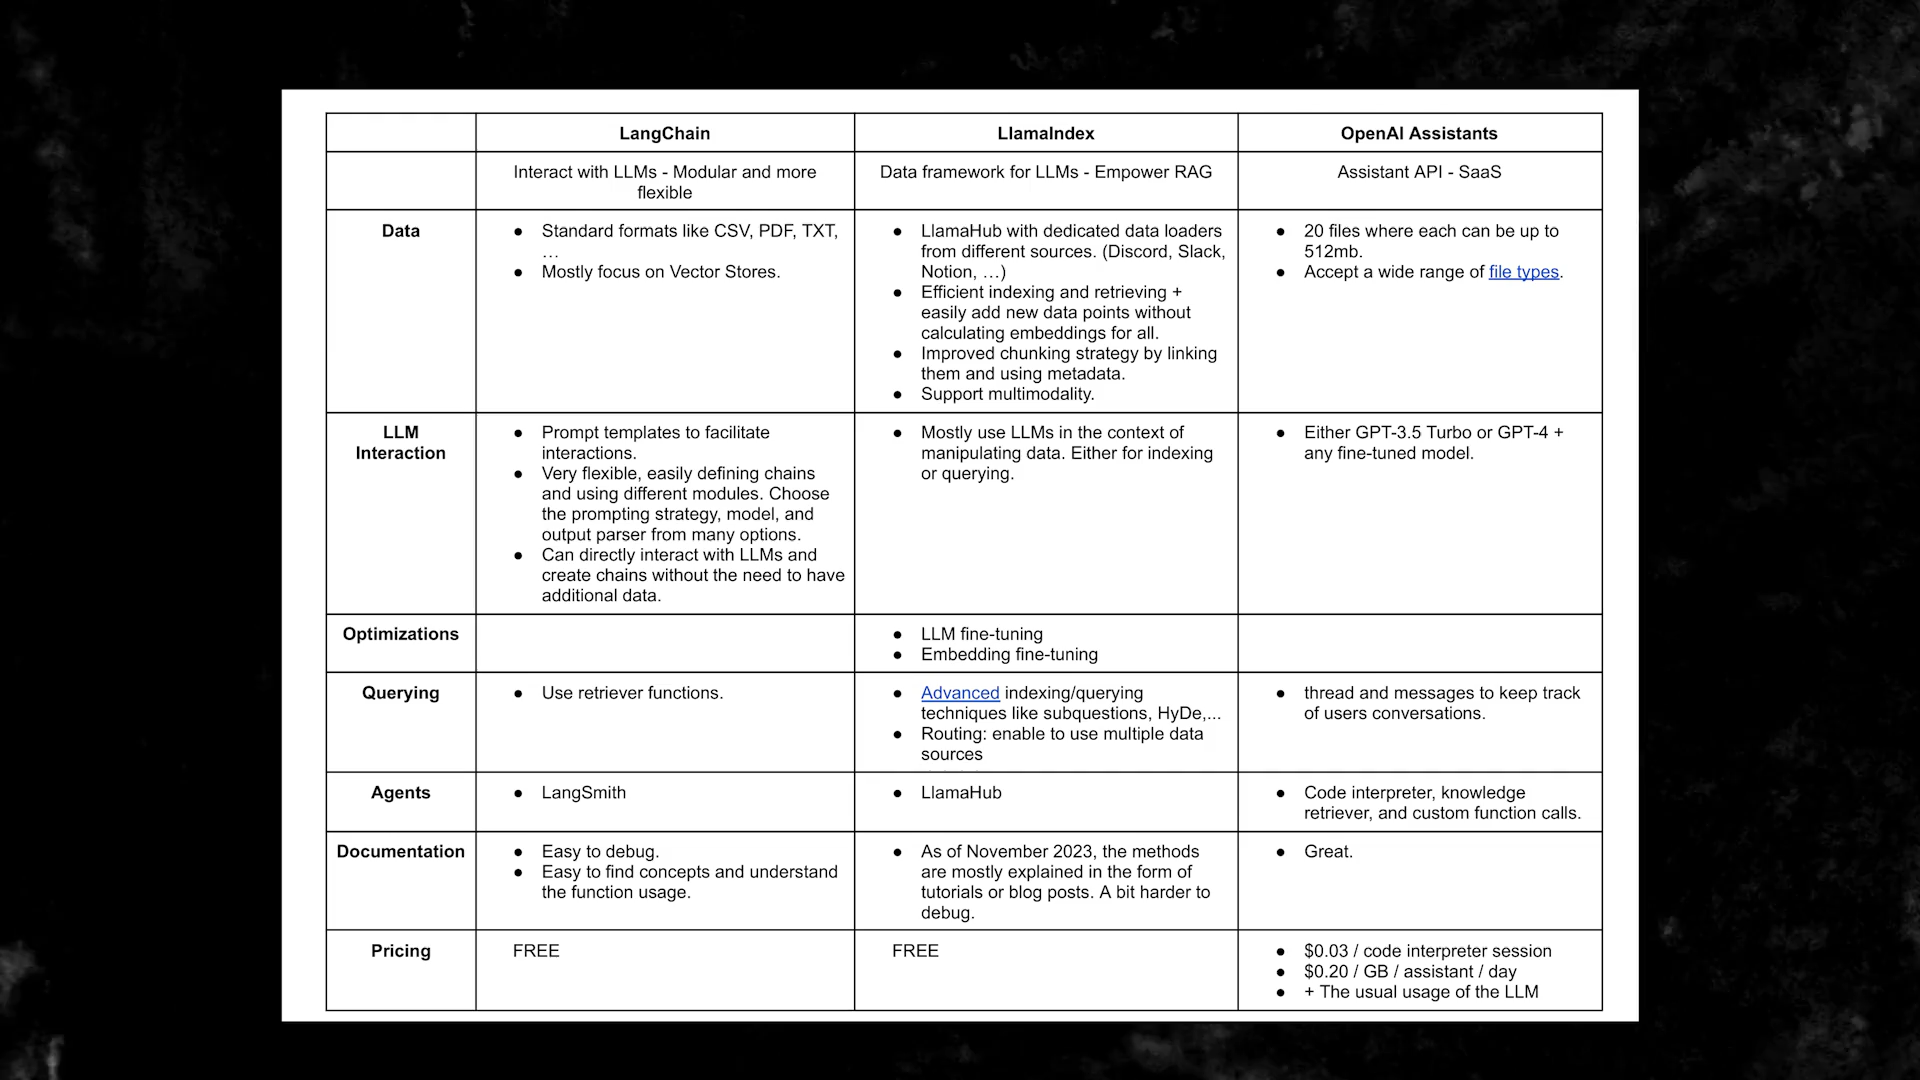 LangChain
LlamaIndex
OpenAI Assistants
Interact with LLMs - Modular and more
flexible
Data framework for LLMs - Empower RAG
Assistant API - SaaS
Data
● Standard formats like CSV, PDF, TXT,
…
● Mostly focus on Vector Stores.
● LlamaHub with dedicated data loaders
from different sources. (Discord, Slack,
Notion, …)
● Efficient indexing and retrieving +
easily add new data points without
calculating embeddings for all.
● Improved chunking strategy by linking
them and using metadata.
● Support multimodality.
● 20 files where each can be up to
512mb.
● Accept a wide range of file types.
LLM
Interaction
● Prompt templates to facilitate
interactions.
● Very flexible, easily defining chains
and using different modules. Choose
the prompting strategy, model, and
output parser from many options.
● Can directly interact with LLMs and
create chains without the need to have
additional data.
● Mostly use LLMs in the context of
manipulating data. Either for indexing
or querying.
● Either GPT-3.5 Turbo or GPT-4 +
any fine-tuned model.
Optimizations
● LLM fine-tuning
● Embedding fine-tuning
Querying
● Use retriever functions.
● Advanced indexing/querying
techniques like subquestions, HyDe,...
● Routing: enable to use multiple data
sources
● thread and messages to keep track
of users conversations.
Agents
● LangSmith
● LlamaHub
● Code interpreter, knowledge
retriever, and custom function calls.
Documentation
● Easy to debug.
● Easy to find concepts and understand
the function usage.
● As of November 2023, the methods
are mostly explained in the form of
tutorials or blog posts. A bit harder to
debug.
● Great.
Pricing
FREE
FREE
● $0.03 / code interpreter session
● $0.20 / GB / assistant / day
● + The usual usage of the LLM